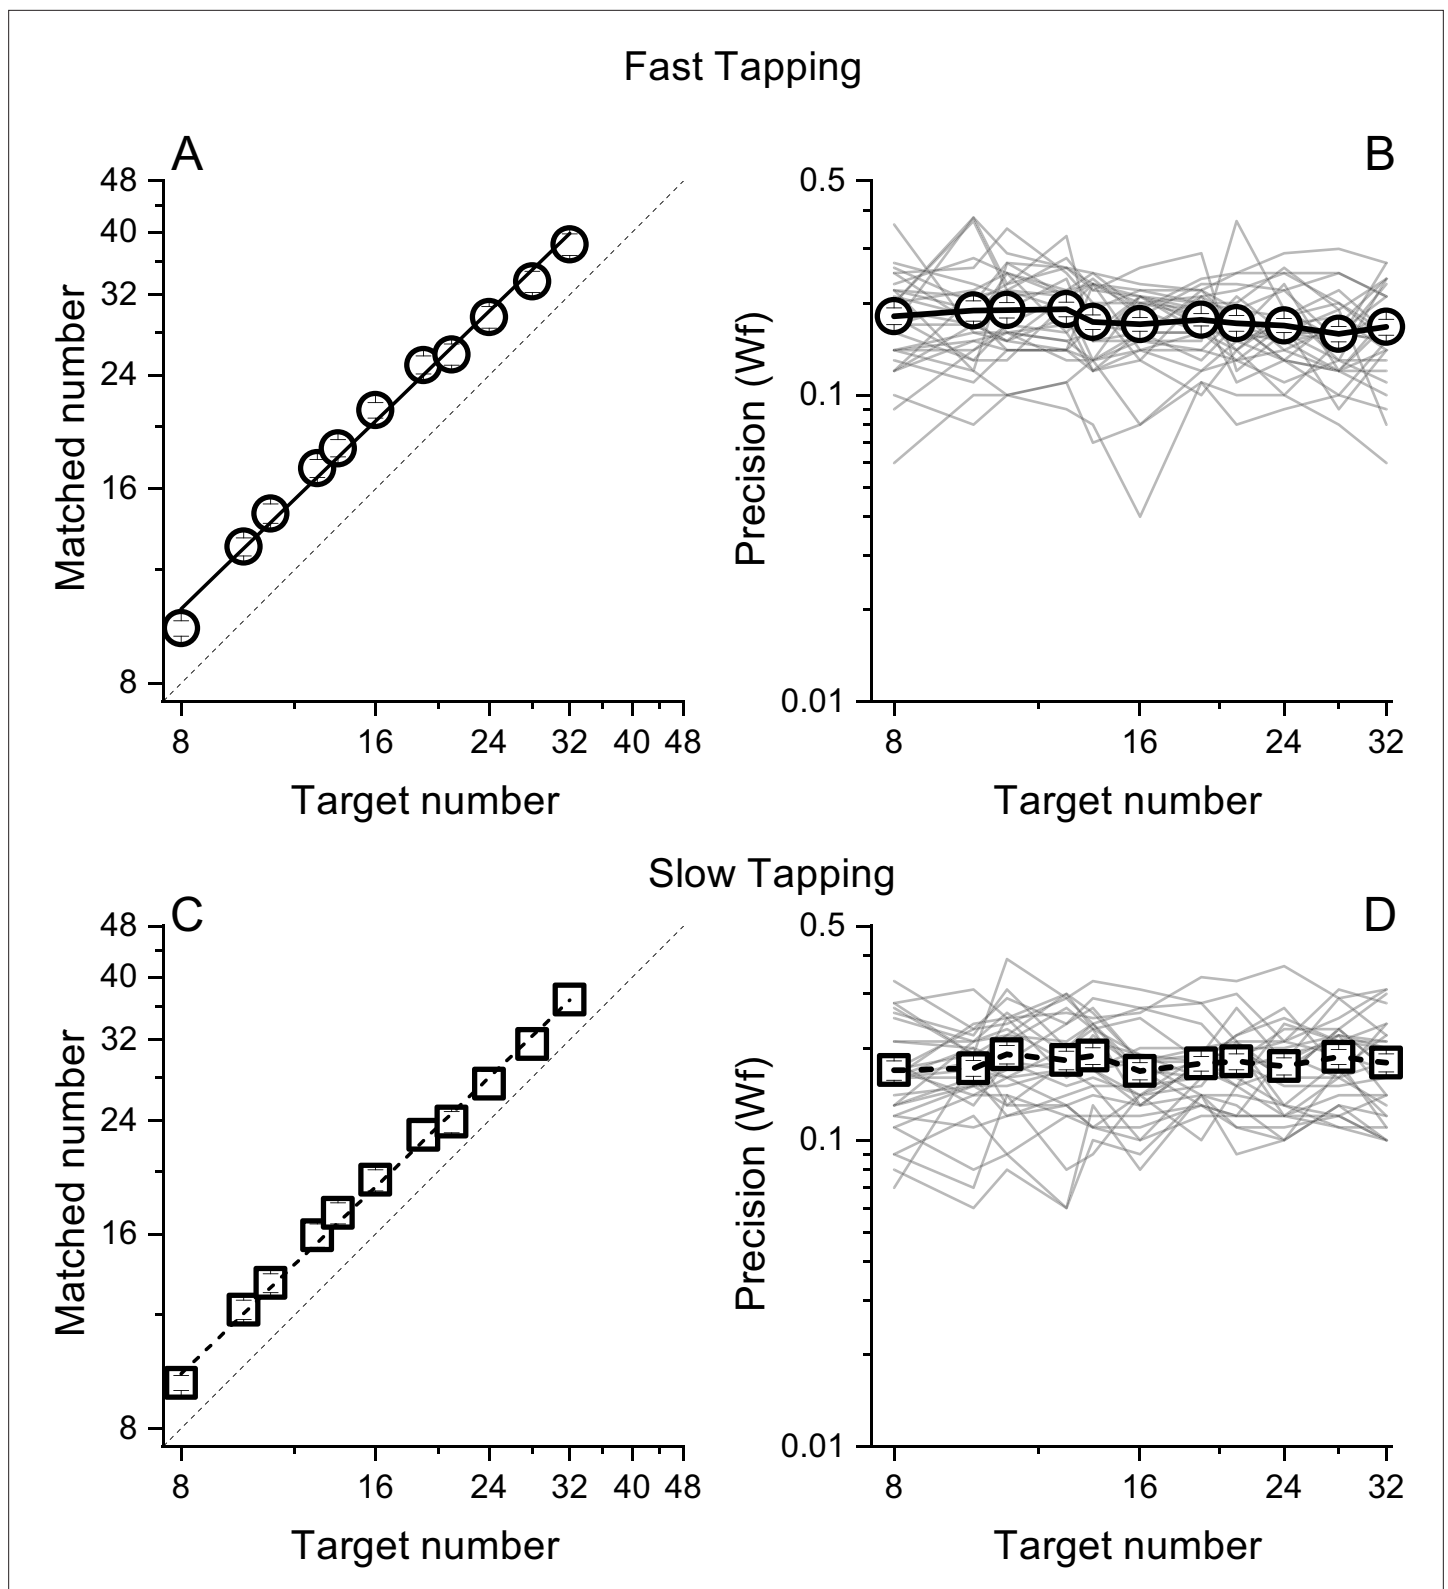 Fast Tapping
A
B
48
40
32
24
16
8
Matched number
8 16 24 32 40 48
Target number
0.5
0.1
0.01
Precision (Wf)
8 16 24 32
Target number
Slow Tapping
C
D
48
40
32
24
16
8
Matched number
8 16 24 32 40 48
Target number
0.5
0.1
0.01
Precision (Wf)
8 16 24 32
Target number